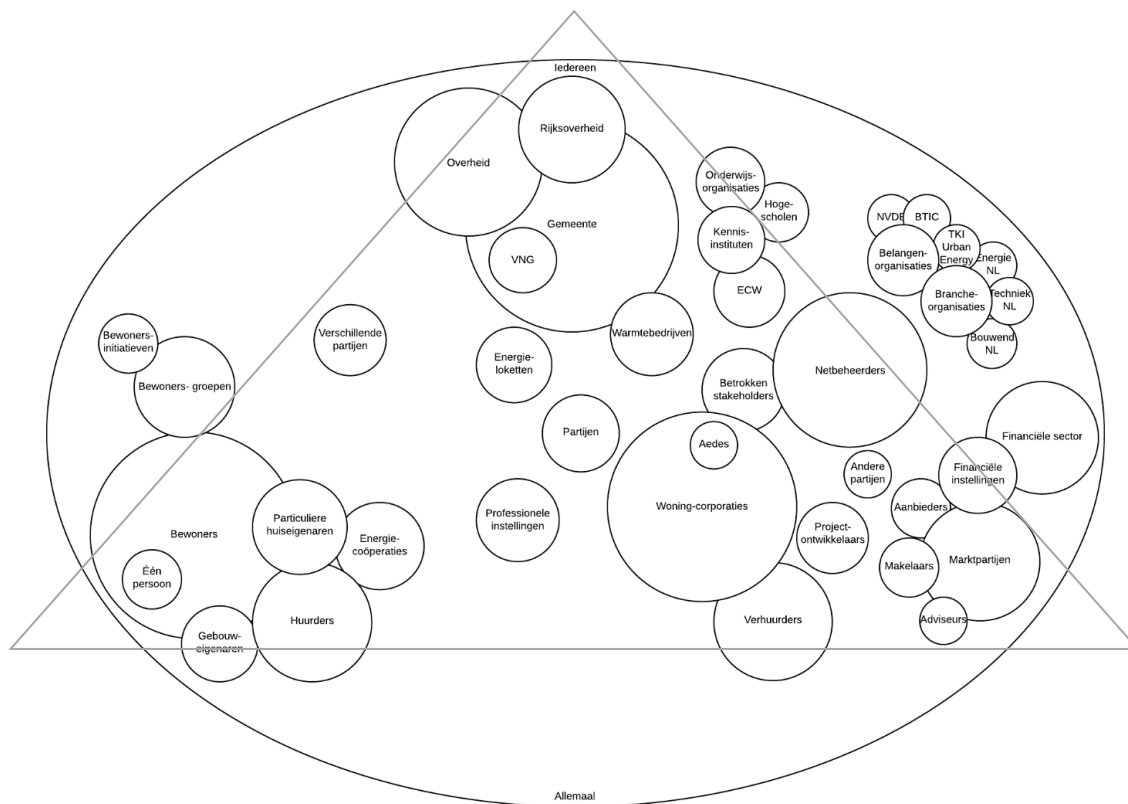 Iedereen
Rijksoverheid
Overheid
Onderwijs-
organisaties
Hoge-
scholen
Gemeente
Kennis-
instituten
NVDE
BTIC
TKI
Urban
Energy
VNG
Belangen-
organisaties
Energie
NL
ECW
Branche-
organisaties
Techniek
NL
Bewoners-
initiatieven
Verschillende
partijen
Warmtebedrijven
Bouwend
NL
Energie-
loketten
Netbeheerders
Bewoners- groepen
Betrokken
stakeholders
Partijen
Aedes
Financiële sector
Andere
partijen
Financiële
instellingen
Woning-corporaties
Aanbieders
Professionele
instellingen
Particuliere
huiseigenaren
Bewoners
Energie-
coöperaties
Project-
ontwikkelaars
Marktpartijen
Makelaars
Één
persoon
Huurders
Verhuurders
Adviseurs
Gebouw-
eigenaren
Allemaal